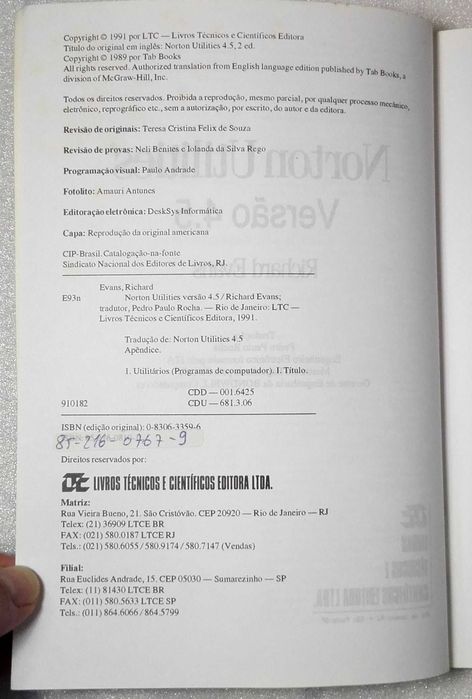 Copyright © 1991 por LTC — Livros Técnicos e Científicos Editora
Título do original em inglês: Norton Utilities 4.5, 2 ed.
Copyright © 1989 por Tab Books
All rights reserved. Authorized translation from English language edition published by Tab Books, a
division of McGraw-Hill, Inc.
Todos os direitos reservados. Proibida a reprodução, mesmo parcial, por qualquer processo mecânico,
eletrônico, reprográfico etc., sem a autorização, por escrito, do autor e da editora.
Revisão de originais: Teresa Cristina Felix de Souza
Revisão de provas: Neli Benites e Iolanda da Silva Rego
Programação visual: Paulo Andrade
Fotolito: Amauri Antunes
Editoração eletrônica: DeskSys Informática
Capa: Reprodução da original americana
CIP-Brasil. Catalogação-na-fonte
Sindicato Nacional dos Editores de Livros, RJ.
Evans, Richard
E93n Norton Utilities versão 4.5 / Richard Evans;
tradutor, Pedro Paulo Rocha. — Rio de Janeiro: LTC —
Livros Técnicos e Científicos Editora, 1991.
Tradução de: Norton Utilities 4.5
Apêndice.
1. Utilitários (Programas de computador). I. Título.
CDD — 001.6425
910182 CDU — 681.3.06
ISBN (edição original): 0-8306-3359-6
85-216-0767-9
Direitos reservados por:
LTC LIVROS TÉCNICOS E CIENTÍFICOS EDITORA LTDA.
Matriz:
Rua Vieira Bueno, 21. São Cristóvão. CEP 20920 — Rio de Janeiro — RJ
Telex: (21) 36909 LTCE BR
FAX: (021) 580.0187 LTCE RJ
Tels.: (021) 580.6055 / 580.9174 / 580.7147 (Vendas)
Filial:
Rua Euclides Andrade, 15. CEP 05030 — Sumarezinho — SP
Telex: (11) 81430 LTCE BR
FAX: (011) 580.5633 LTCE SP
Tels.: (011) 864.6066 / 864.5799